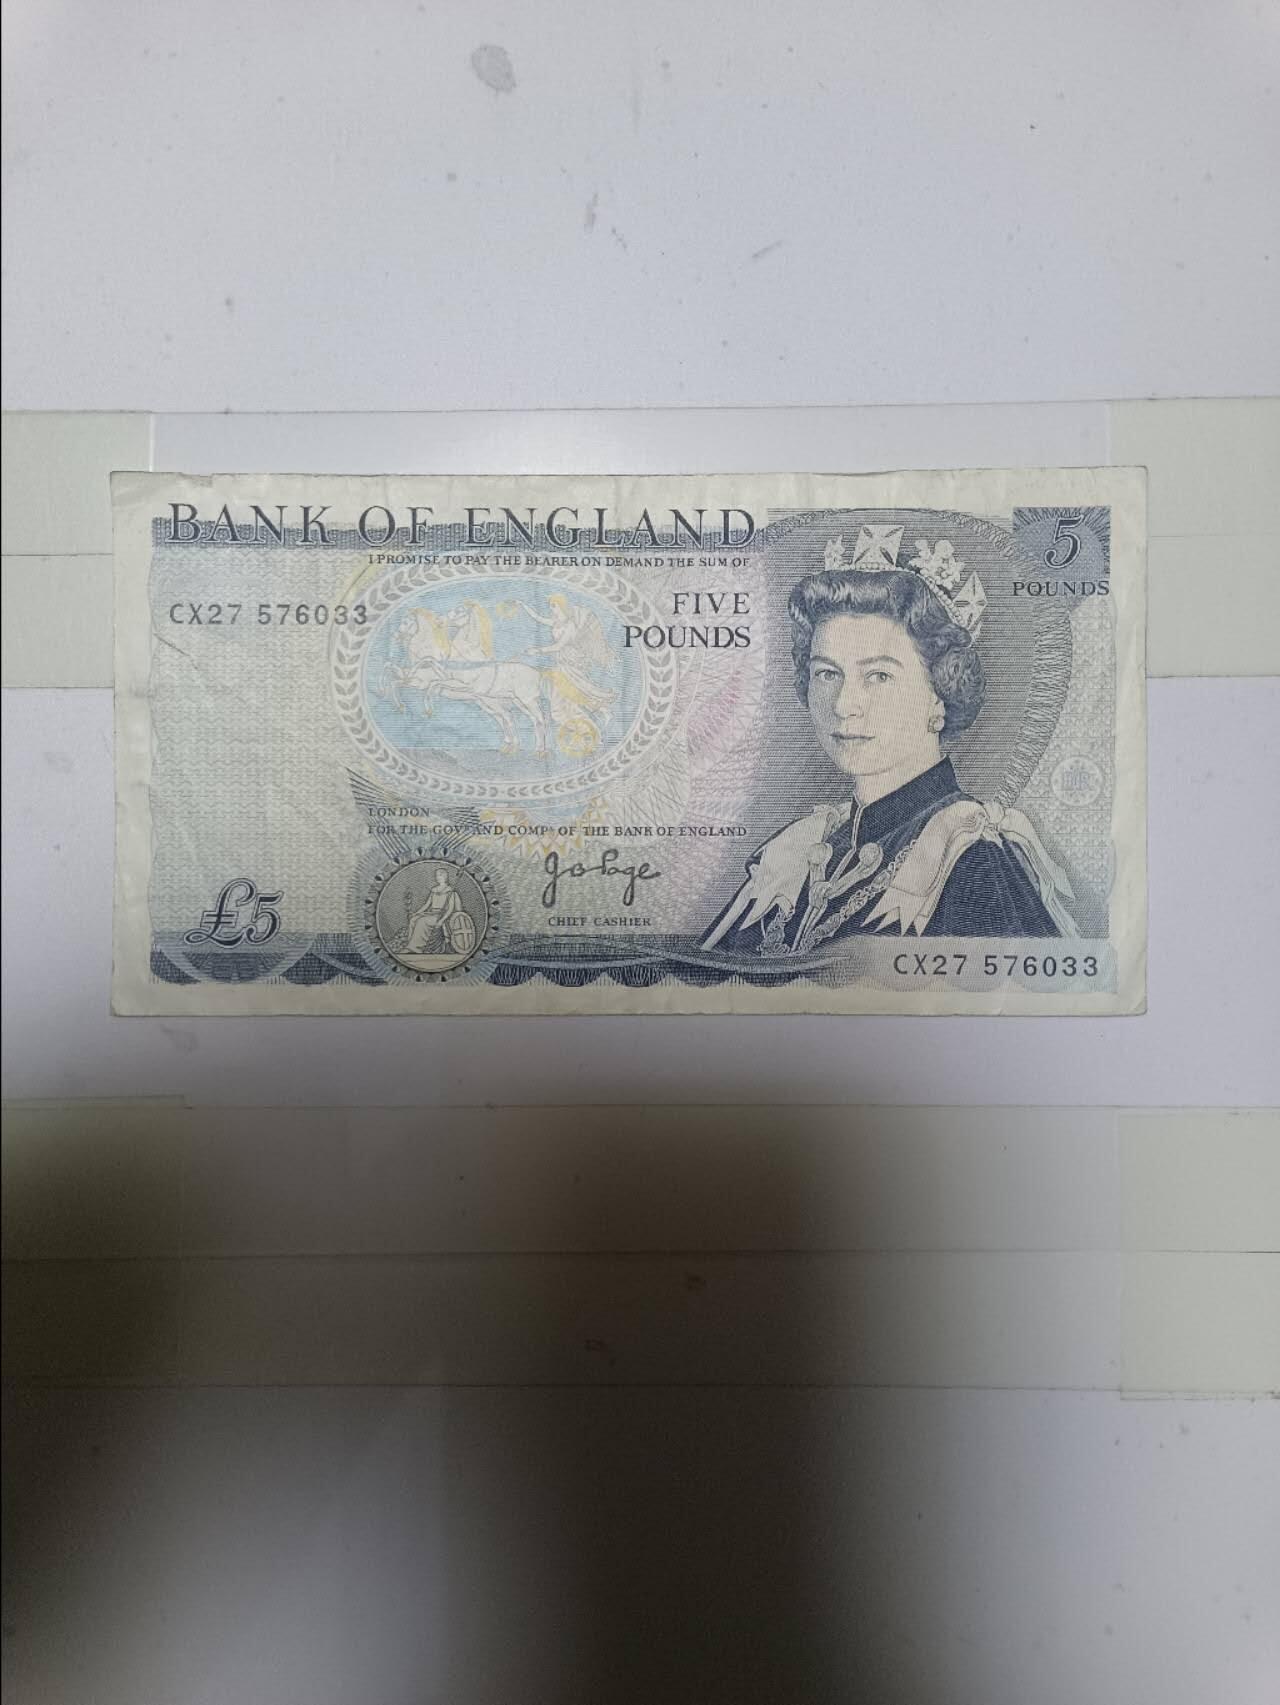 BANK OF ENGLAND
I PROMISE TO PAY THE BEARER ON DEMAND THE SUM OF
5
POUNDS
CX27 576033
FIVE
POUNDS
LONDON
FOR THE GOVR AND COMPA OF THE BANK OF ENGLAND
J B Page
CHIEF CASHIER
£5
CX27 576033